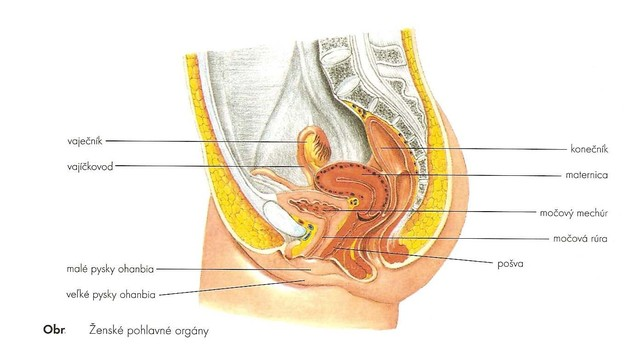 vaječník
vajíčkovod
malé pysky ohanbia
veľké pysky ohanbia
konečník
maternica
močový mechúr
močová rúra
pošva
Obr. Ženské pohlavné orgány